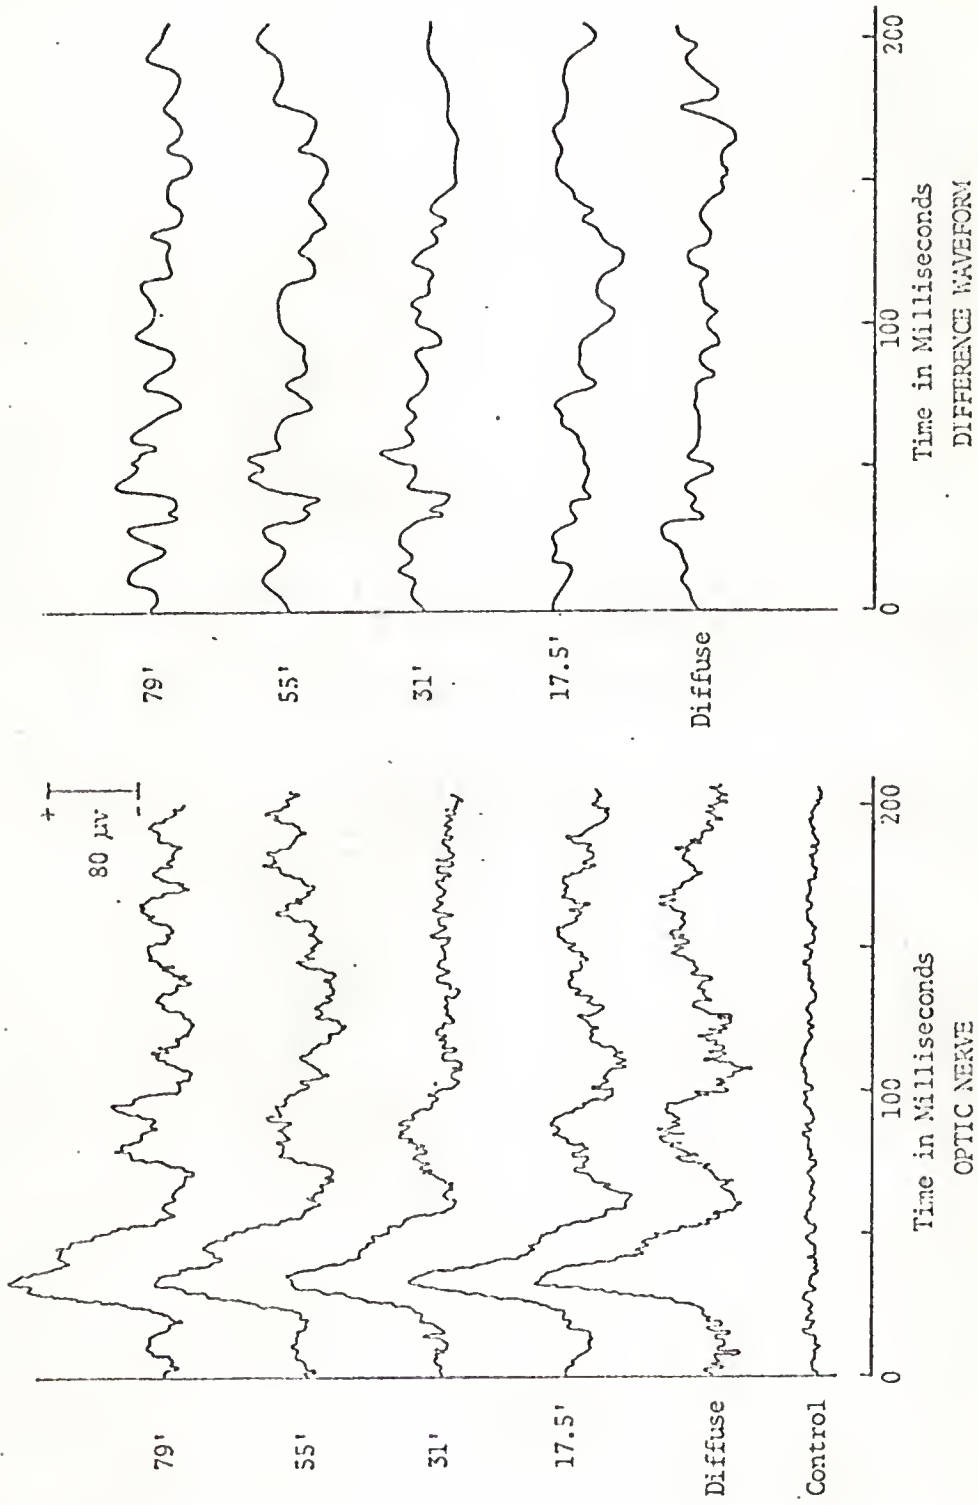 79'
55'
31'
17.5'
Diffuse
Control
+
80 µv
-
0
100
200
Time in Milliseconds
OPTIC NERVE
79'
55'
31'
17.5'
Diffuse
0
100
200
Time in Milliseconds
DIFFERENCE WAVEFORM